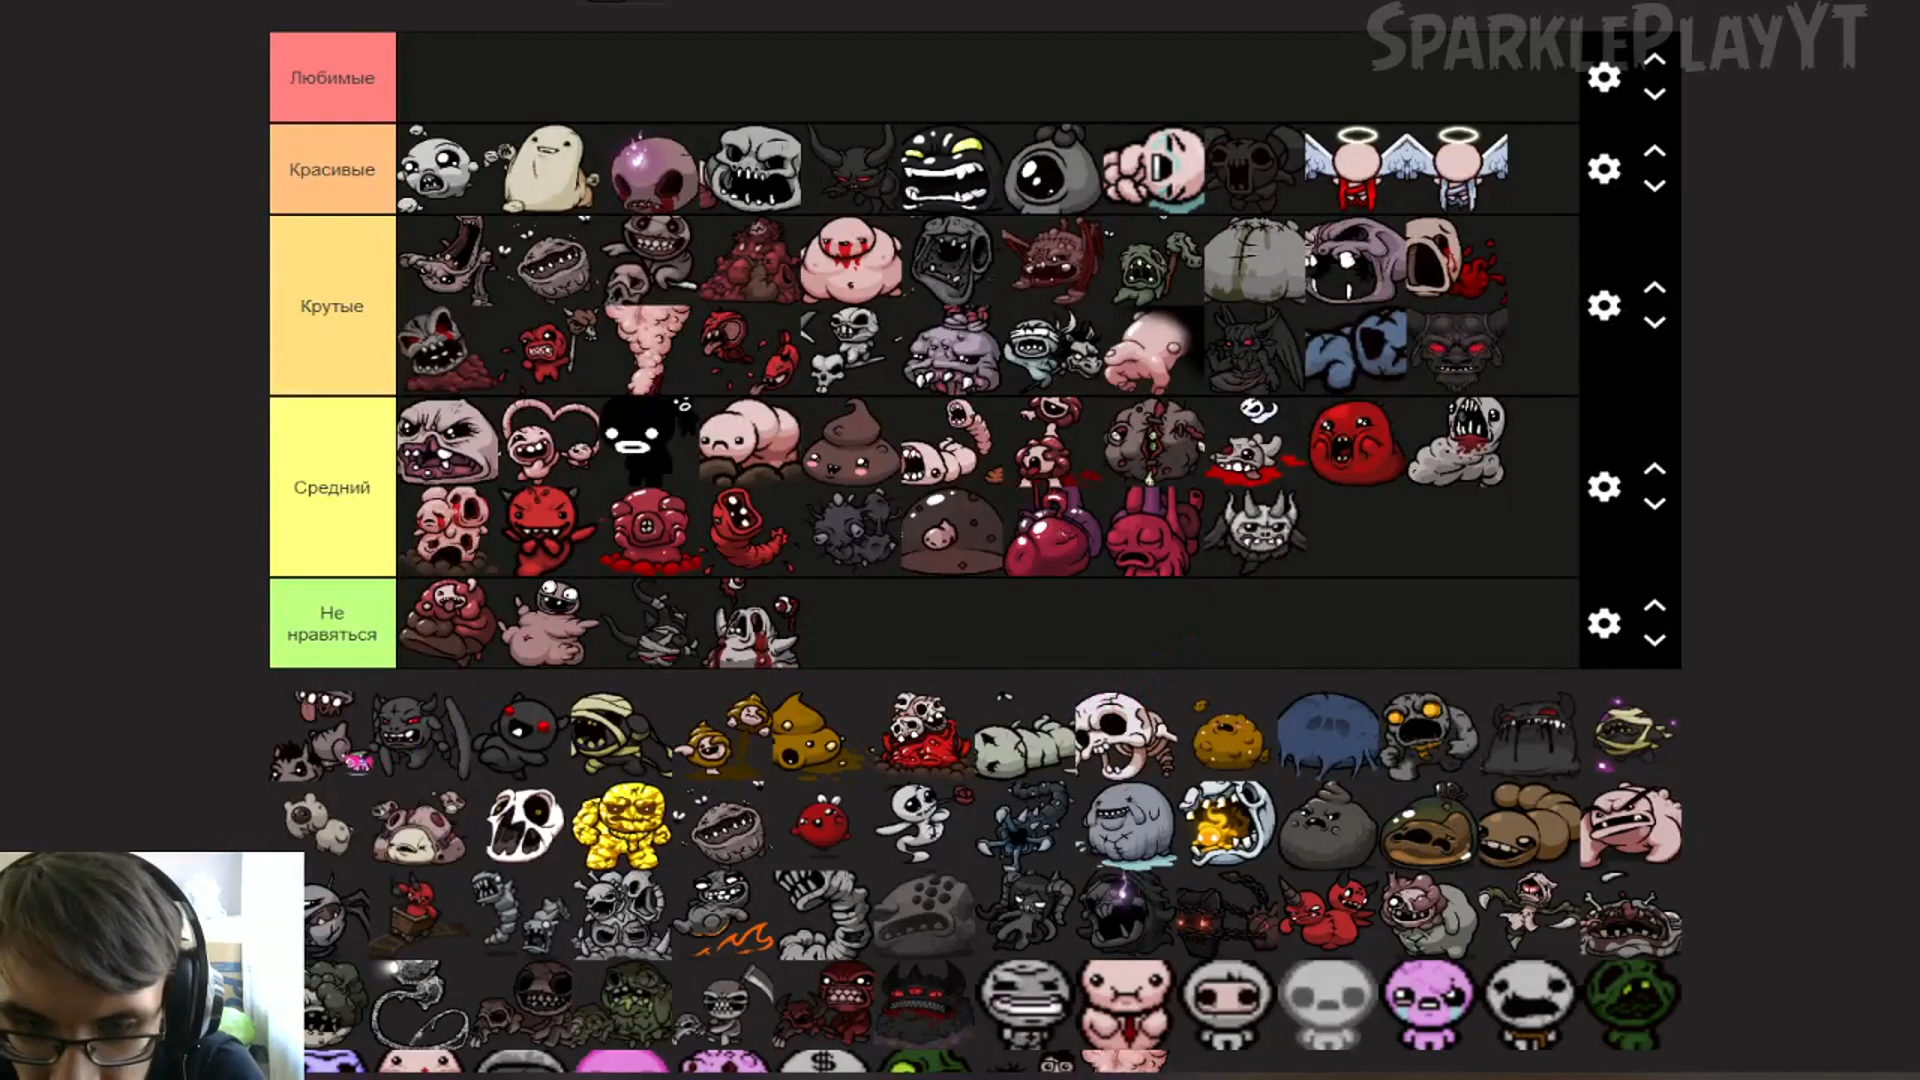 SPARKLEPLAYYT
Любимые
Красивые
Крутые
Средний
Не
нравяться
$